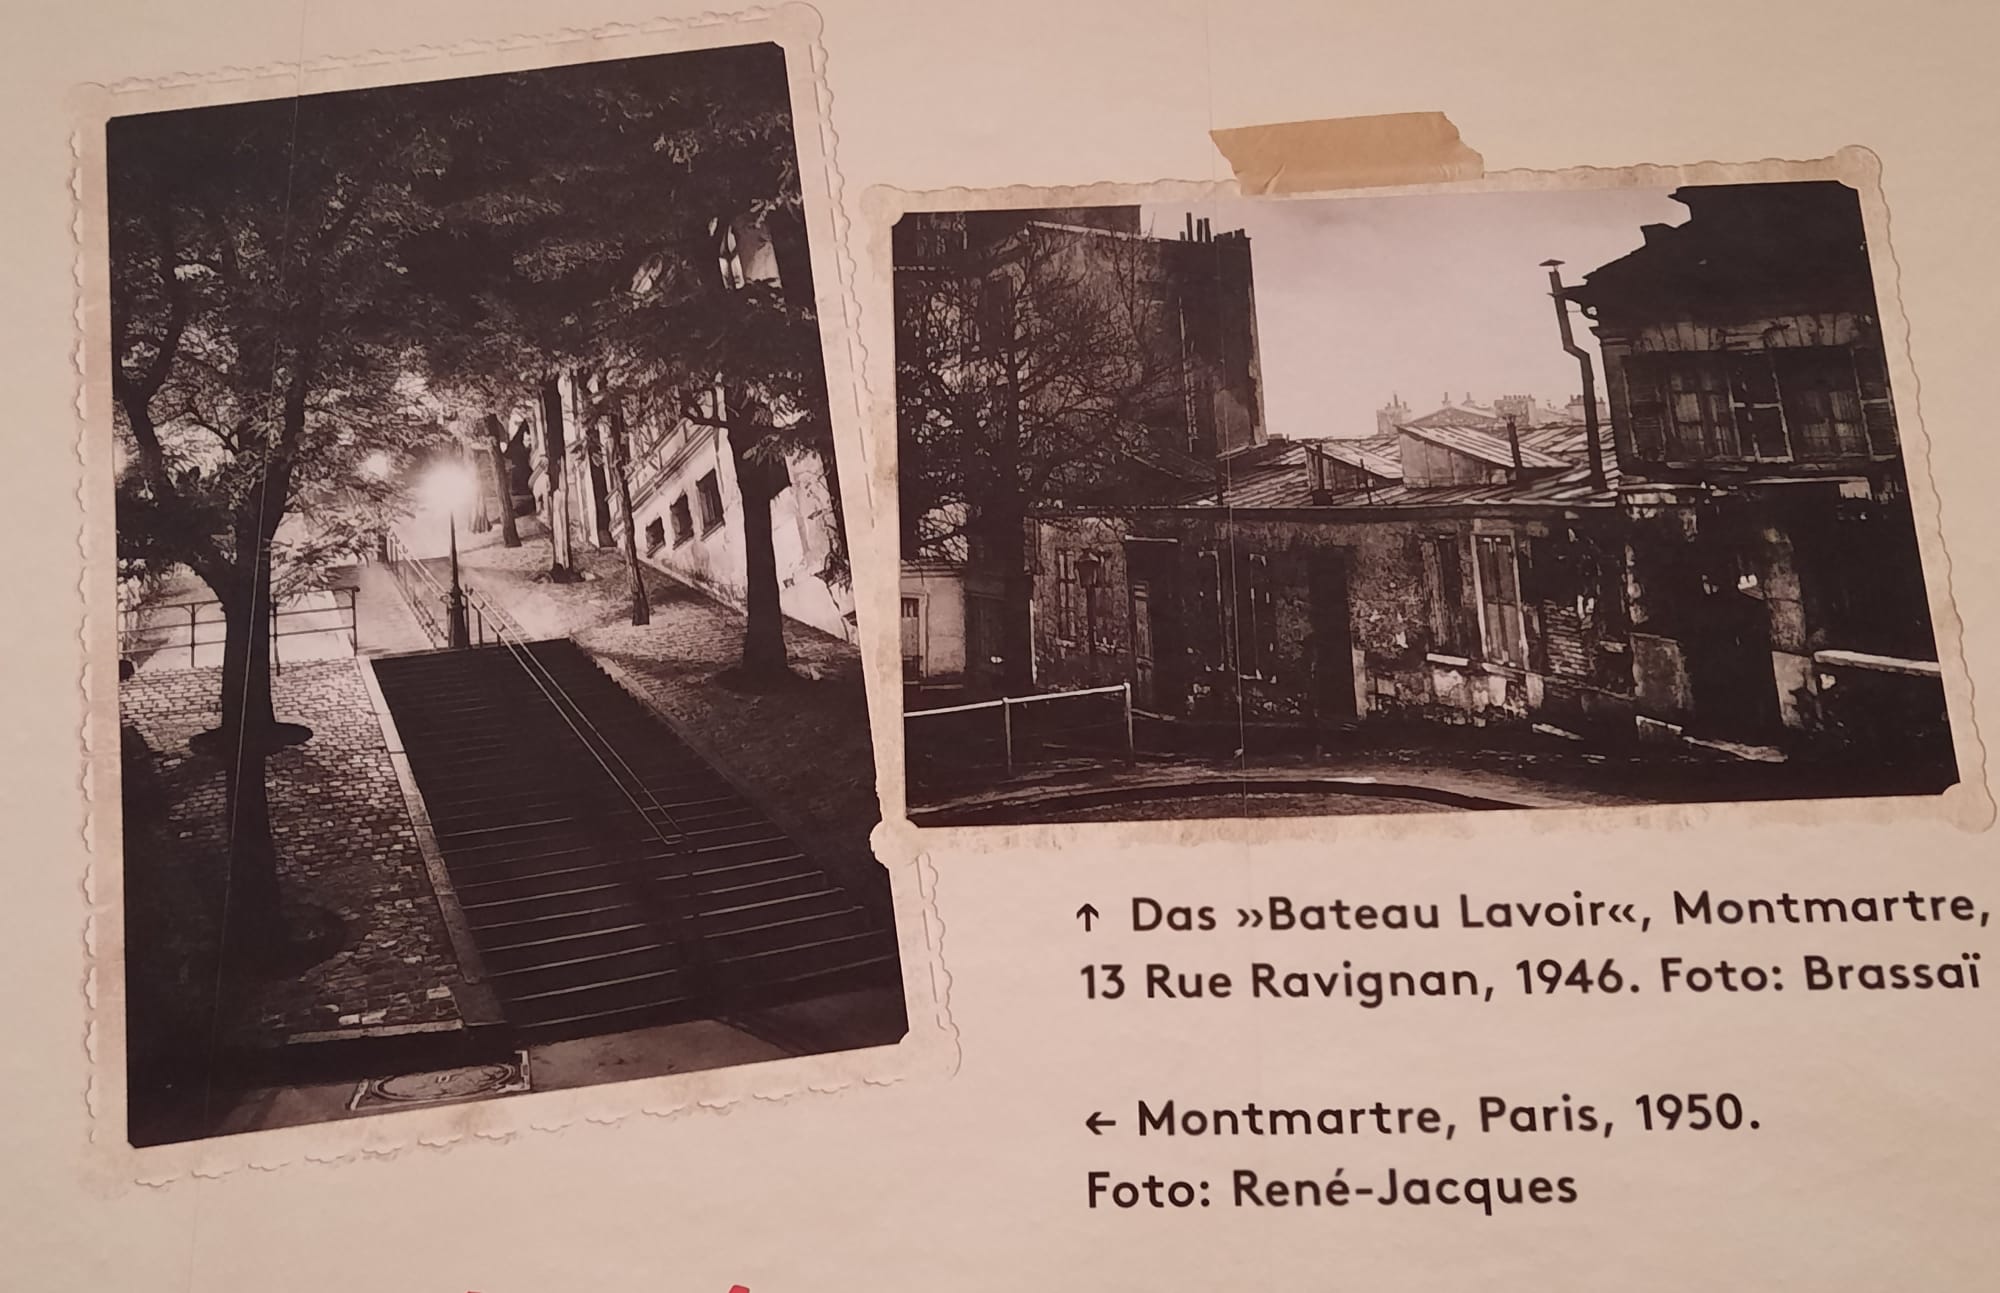 ↑ Das »Bateau Lavoir«, Montmartre,
13 Rue Ravignan, 1946. Foto: Brassaï
← Montmartre, Paris, 1950.
Foto: René-Jacques